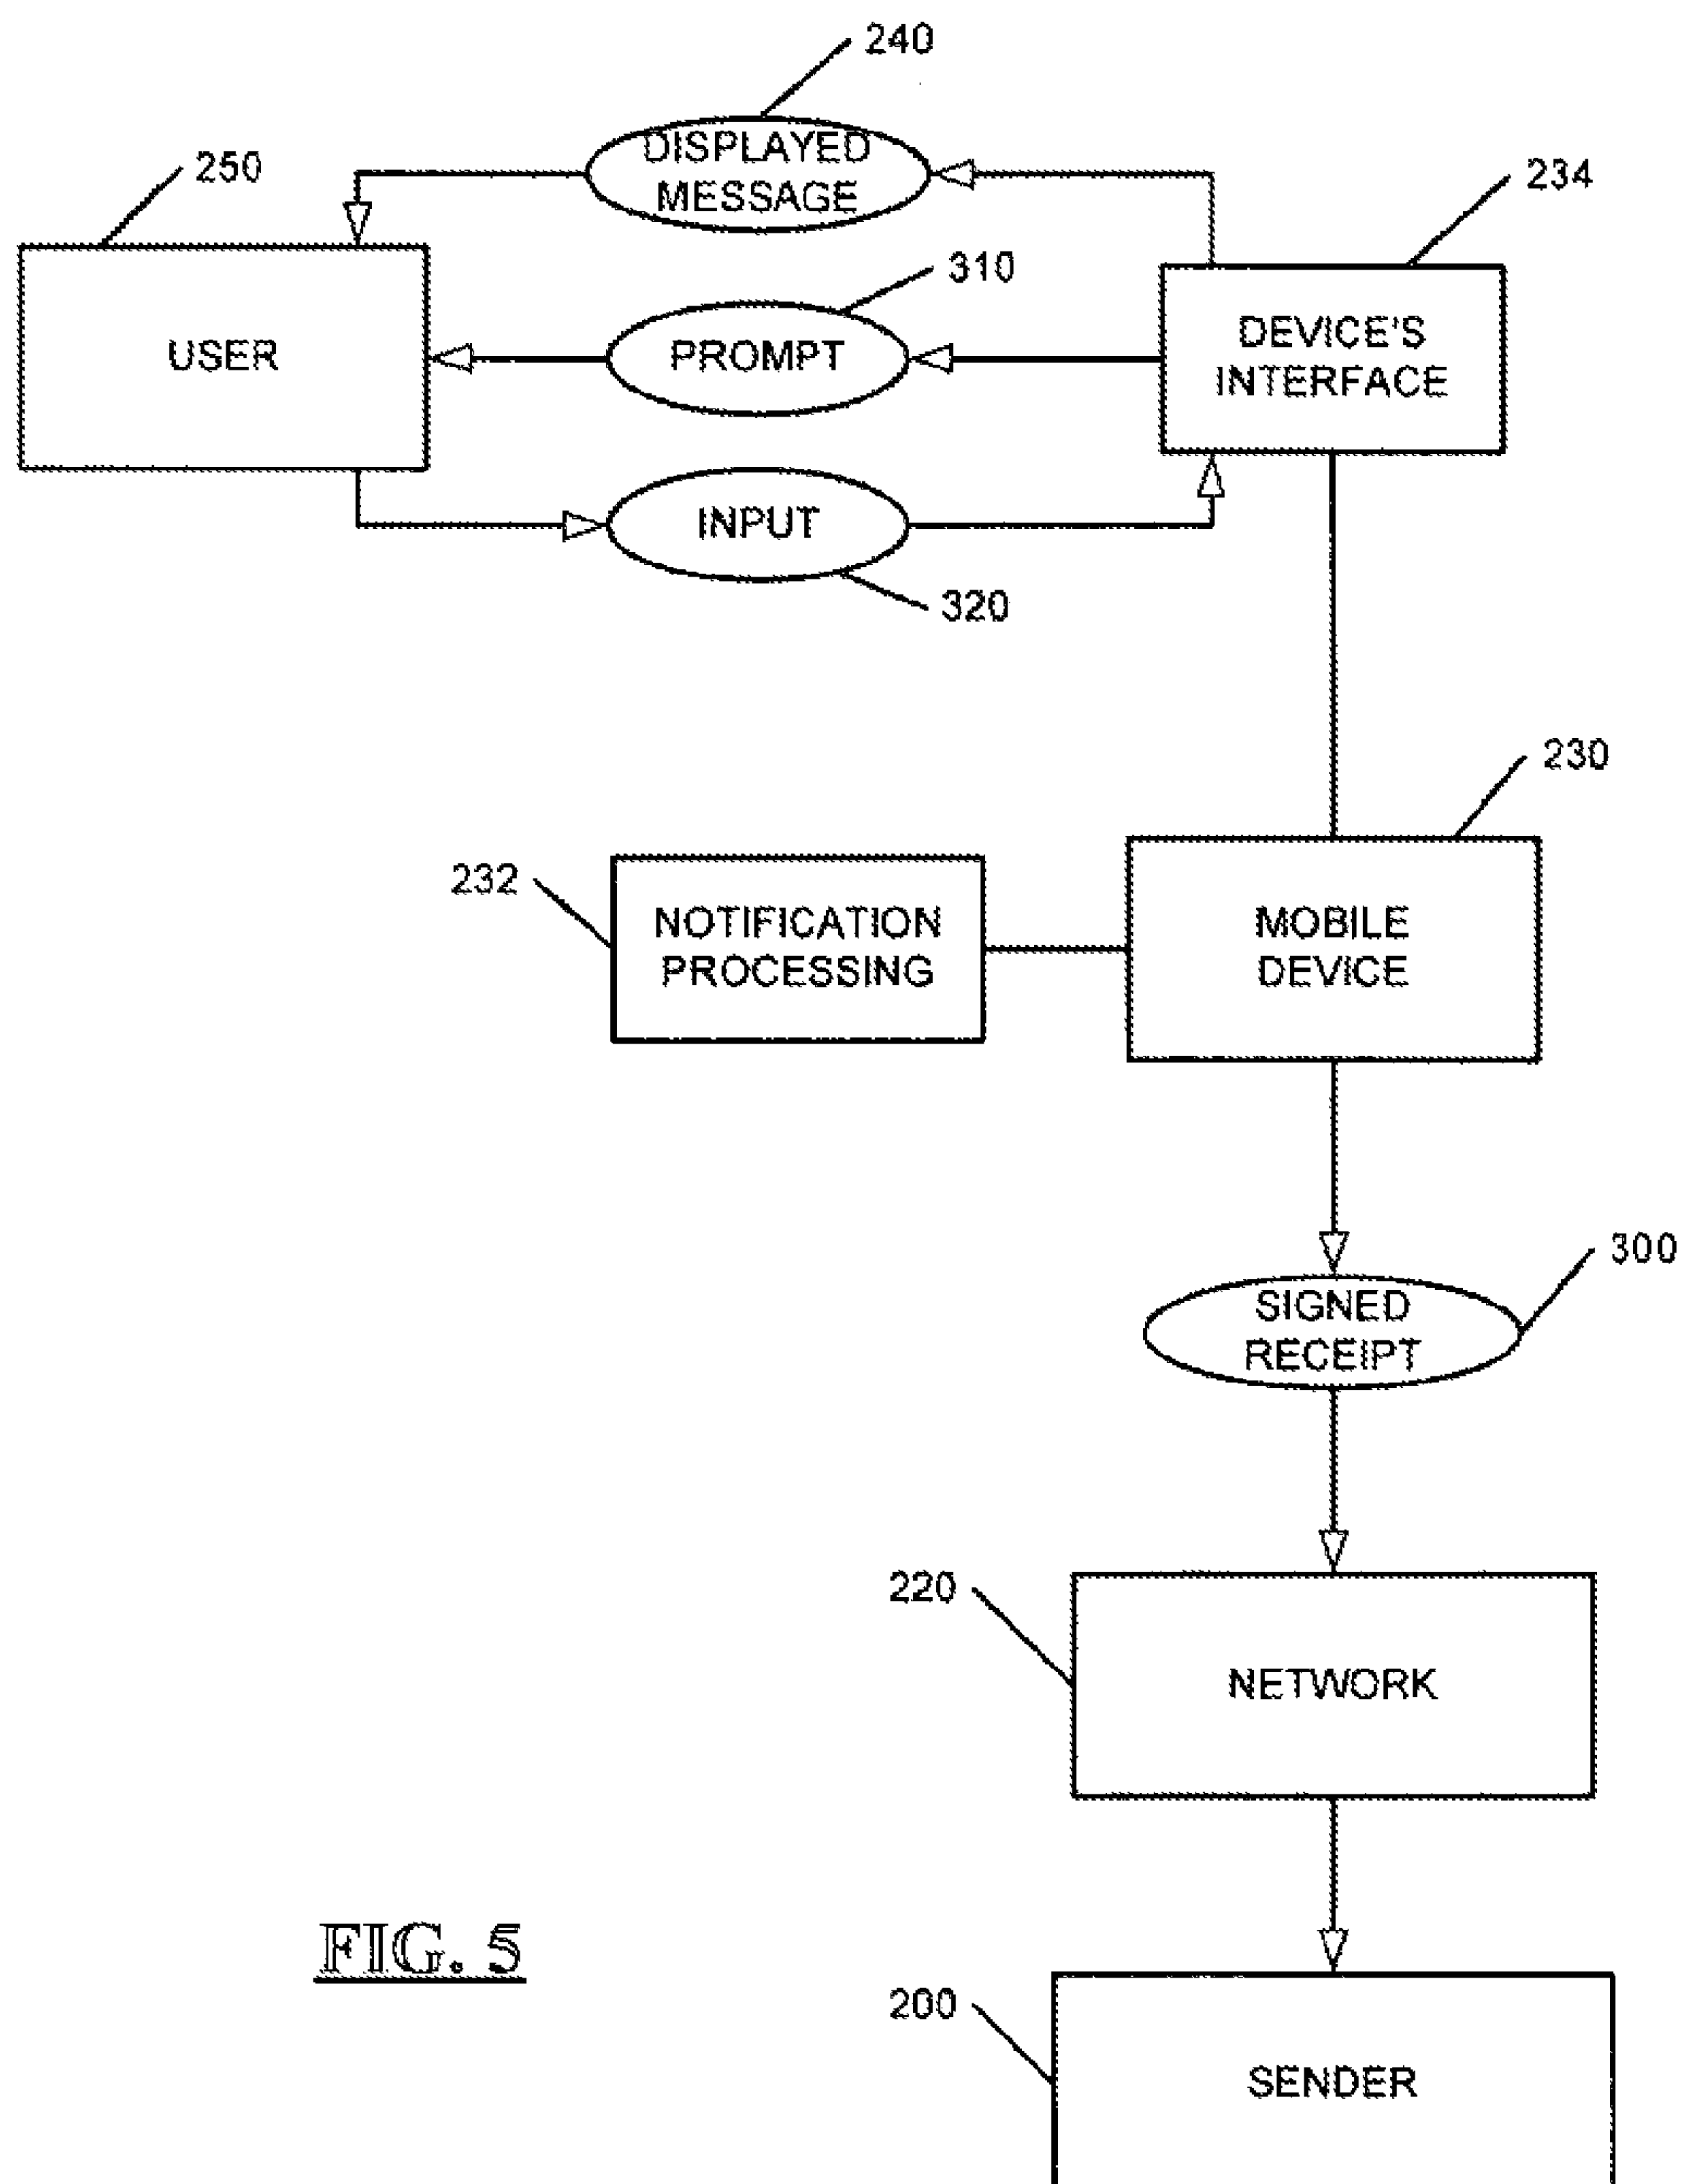 240
DISPLAYED
MESSAGE
250
234
310
USER
PROMPT
DEVICE'S
INTERFACE
INPUT
320
230
232
NOTIFICATION
PROCESSING
MOBILE
DEVICE
300
SIGNED
RECEIPT
220
NETWORK
FIG. 5
200
SENDER